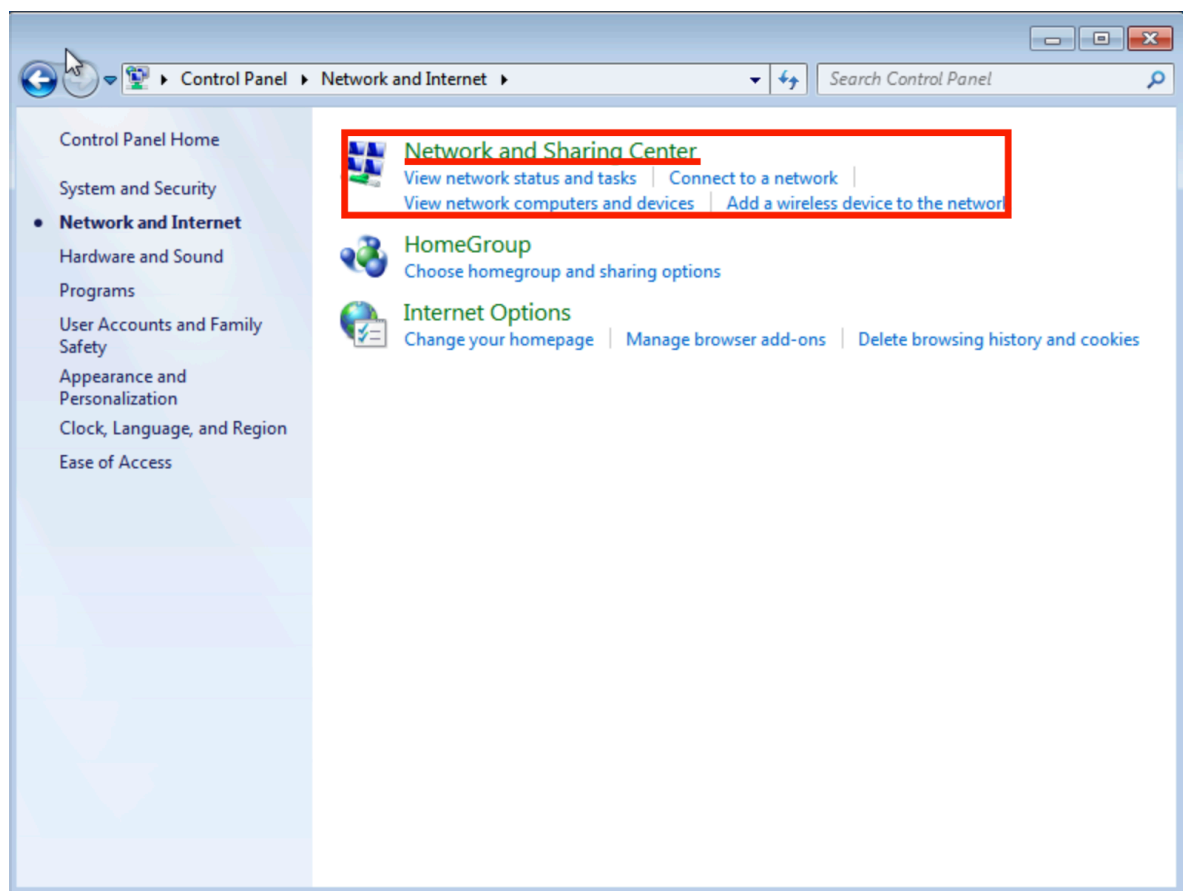 Control Panel Network and Internet
Search Control Panel
Control Panel Home
System and Security
Network and Internet
Hardware and Sound
Programs
User Accounts and Family
Safety
Appearance and
Personalization
Clock, Language, and Region
Ease of Access
Network and Sharing Center
View network status and tasks
Connect to a network
View network computers and devices
Add a wireless device to the network
HomeGroup
Choose homegroup and sharing options
Internet Options
Change your homepage
Manage browser add-ons
Delete browsing history and cookies